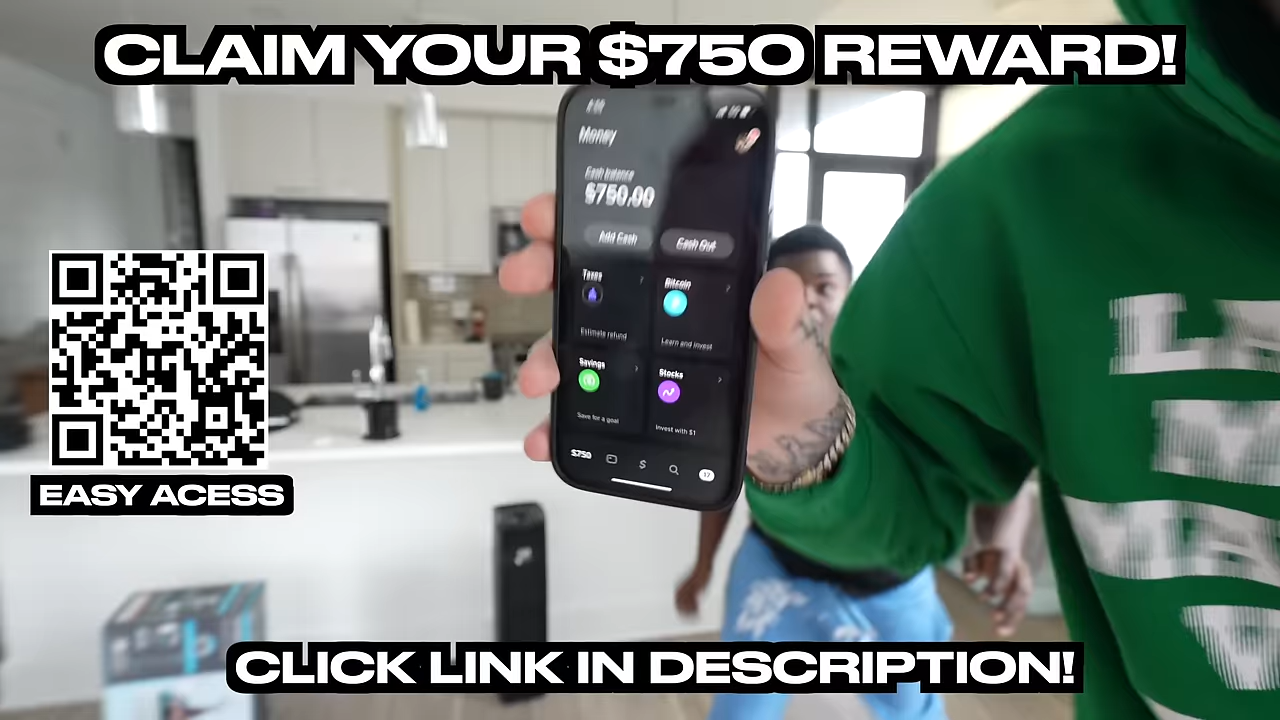 CLAIM YOUR $750 REWARD!
Money
Cash balance
$750.00
Add Cash
Cash Out
Taxes
Bitcoin
Estimate refund
Learn and invest
Savings
Stocks
Save for a goal
Invest with $1
$750
$
17
EASY ACESS
CLICK LINK IN DESCRIPTION!